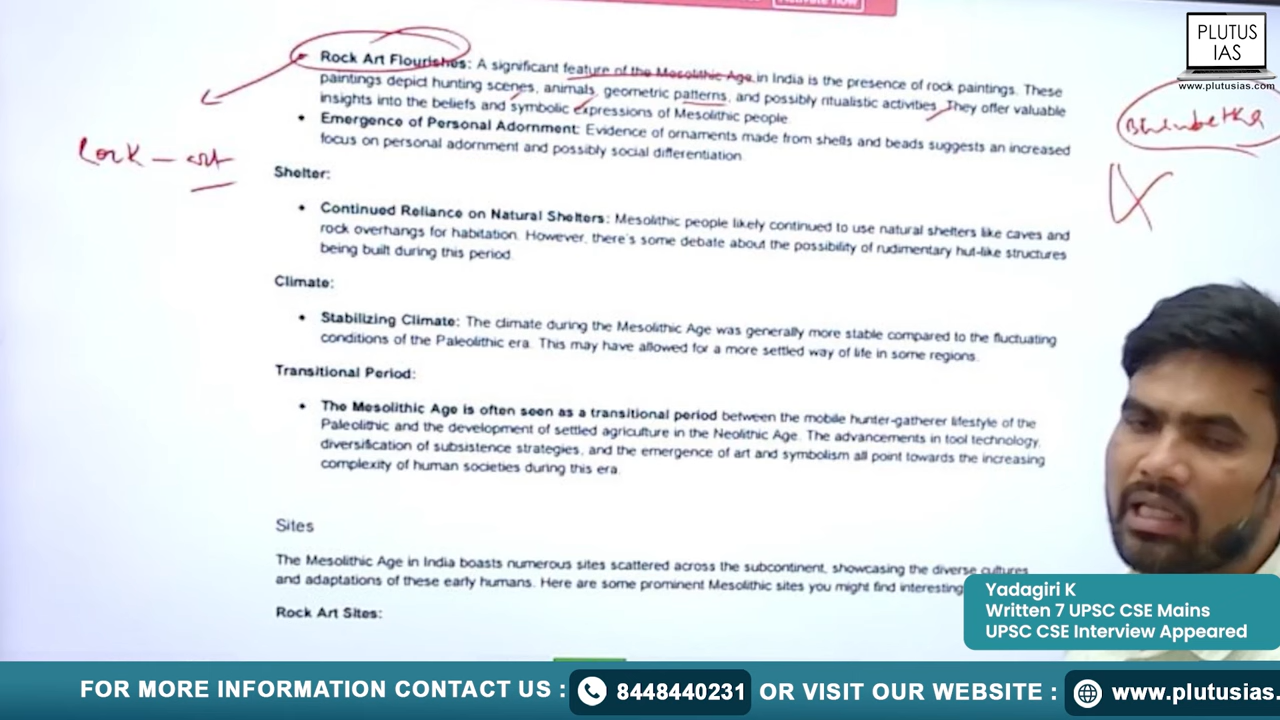 PLUTUS
IAS
www.plutusias.com
Rock Art Flourishes: A significant feature of the Mesolithic Age in India is the presence of rock paintings. These
paintings depict hunting scenes, animals, geometric patterns, and possibly ritualistic activities. They offer valuable
insights into the beliefs and symbolic expressions of Mesolithic people.
• Emergence of Personal Adornment: Evidence of ornaments made from shells and beads suggests an increased
focus on personal adornment and possibly social differentiation.
Rock - art
Shelter:
• Continued Reliance on Natural Shelters: Mesolithic people likely continued to use natural shelters like caves and
rock overhangs for habitation. However, there's some debate about the possibility of rudimentary hut-like structures
being built during this period.
Climate:
• Stabilizing Climate: The climate during the Mesolithic Age was generally more stable compared to the fluctuating
conditions of the Paleolithic era. This may have allowed for a more settled way of life in some regions.
Transitional Period:
• The Mesolithic Age is often seen as a transitional period between the mobile hunter-gatherer lifestyle of the
Paleolithic and the development of settled agriculture in the Neolithic Age. The advancements in tool technology,
diversification of subsistence strategies, and the emergence of art and symbolism all point towards the increasing
complexity of human societies during this era.
Sites
The Mesolithic Age in India boasts numerous sites scattered across the subcontinent, showcasing the diverse cultures
and adaptations of these early humans. Here are some prominent Mesolithic sites you might find interesting
Rock Art Sites:
Yadagiri K
Written 7 UPSC CSE Mains
UPSC CSE Interview Appeared
FOR MORE INFORMATION CONTACT US : 8448440231 OR VISIT OUR WEBSITE : www.plutusias.